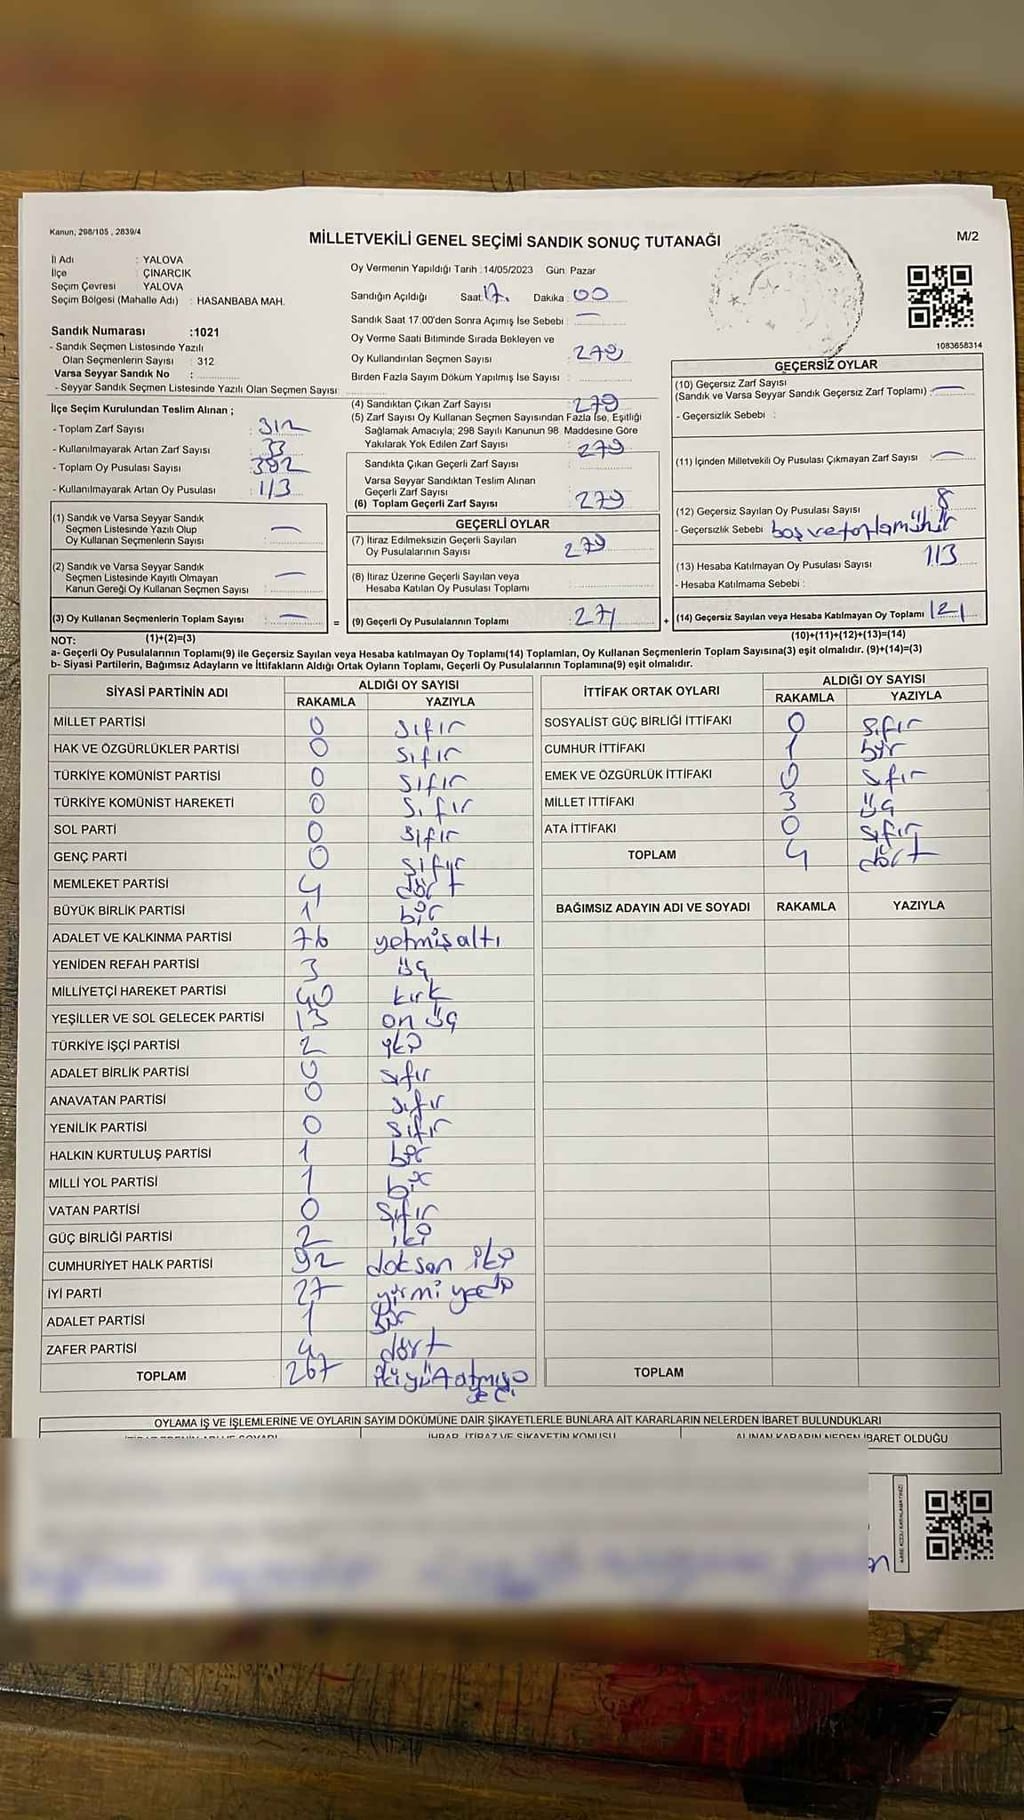 Kanun, 298/105 , 2839/4
MİLLETVEKİLİ GENEL SEÇİMİ SANDIK SONUÇ TUTANAĞI
M/2
İl Adı : YALOVA
İlçe : ÇINARCIK
Seçim Çevresi : YALOVA
Seçim Bölgesi (Mahalle Adı) : HASANBABA MAH.
Sandık Numarası :1021
- Sandık Seçmen Listesinde Yazılı
Olan Seçmenlerin Sayısı : 312
Varsa Seyyar Sandık No :
- Seyyar Sandık Seçmen Listesinde Yazılı Olan Seçmen Sayısı:
Oy Vermenin Yapıldığı Tarih :14/05/2023 Gün: Pazar
Sandığın Açıldığı Saat: 17. Dakika : 00
Sandık Saat 17:00'den Sonra Açımış İse Sebebi : —
Oy Verme Saati Bitiminde Sırada Bekleyen ve
Oy Kullandırılan Seçmen Sayısı : 279
Birden Fazla Sayım Döküm Yapılmış İse Sayısı :
1083658314
İlçe Seçim Kurulundan Teslim Alınan ;
- Toplam Zarf Sayısı : 312
- Kullanılmayarak Artan Zarf Sayısı : 33
- Toplam Oy Pusulası Sayısı : 392
- Kullanılmayarak Artan Oy Pusulası : 113
(4) Sandıktan Çıkan Zarf Sayısı : 279
(5) Zarf Sayısı Oy Kullanan Seçmen Sayısından Fazla İse, Eşitliği
Sağlamak Amacıyla; 298 Sayılı Kanunun 98. Maddesine Göre
Yakılarak Yok Edilen Zarf Sayısı : 279
Sandıkta Çıkan Geçerli Zarf Sayısı :
Varsa Seyyar Sandıktan Teslim Alınan
Geçerli Zarf Sayısı
(6) Toplam Geçerli Zarf Sayısı : 279
GEÇERSİZ OYLAR
(10) Geçersiz Zarf Sayısı
(Sandık ve Varsa Seyyar Sandık Geçersiz Zarf Toplamı) : —
- Geçersizlik Sebebi :
(11) İçinden Milletvekili Oy Pusulası Çıkmayan Zarf Sayısı : —
(12) Geçersiz Sayılan Oy Pusulası Sayısı : 8
- Geçersizlik Sebebi : boş ve toplamühür
(13) Hesaba Katılmayan Oy Pusulası Sayısı : 113
- Hesaba Katılmama Sebebi :
(1) Sandık ve Varsa Seyyar Sandık
Seçmen Listesinde Yazılı Olup
Oy Kullanan Seçmenlerin Sayısı : —
(2) Sandık ve Varsa Seyyar Sandık
Seçmen Listesinde Kayıtlı Olmayan
Kanun Gereği Oy Kullanan Seçmen Sayısı : —
(3) Oy Kullanan Seçmenlerin Toplam Sayısı : — =
(1)+(2)=(3)
GEÇERLİ OYLAR
(7) İtiraz Edilmeksizin Geçerli Sayılan
Oy Pusulalarının Sayısı : 279
(8) İtiraz Üzerine Geçerli Sayılan veya
Hesaba Katılan Oy Pusulası Toplamı :
(9) Geçerli Oy Pusulalarının Toplamı : 271 +
(14) Geçersiz Sayılan veya Hesaba Katılmayan Oy Toplamı : 121
(10)+(11)+(12)+(13)=(14)
NOT:
a- Geçerli Oy Pusulalarının Toplamı(9) ile Geçersiz Sayılan veya Hesaba katılmayan Oy Toplamı(14) Toplamları, Oy Kullanan Seçmenlerin Toplam Sayısına(3) eşit olmalıdır. (9)+(14)=(3)
b- Siyasi Partilerin, Bağımsız Adayların ve İttifakların Aldığı Ortak Oyların Toplamı, Geçerli Oy Pusulalarının Toplamına(9) eşit olmalıdır.
SİYASİ PARTİNİN ADI ALDIĞI OY SAYISI
RAKAMLA YAZIYLA
MİLLET PARTİSİ 0 sıfır
HAK VE ÖZGÜRLÜKLER PARTİSİ 0 sıfır
TÜRKİYE KOMÜNİST PARTİSİ 0 sıfır
TÜRKİYE KOMÜNİST HAREKETİ 0 sıfır
SOL PARTİ 0 sıfır
GENÇ PARTİ 0 sıfır
MEMLEKET PARTİSİ 4 dört
BÜYÜK BİRLİK PARTİSİ 1 bir
ADALET VE KALKINMA PARTİSİ 76 yetmiş altı
YENİDEN REFAH PARTİSİ 3 üç
MİLLİYETÇİ HAREKET PARTİSİ 40 kırk
YEŞİLLER VE SOL GELECEK PARTİSİ 13 on üç
TÜRKİYE İŞÇİ PARTİSİ 2 iki
ADALET BİRLİK PARTİSİ 0 sıfır
ANAVATAN PARTİSİ 0 sıfır
YENİLİK PARTİSİ 0 sıfır
HALKIN KURTULUŞ PARTİSİ 1 bir
MİLLİ YOL PARTİSİ 1 bir
VATAN PARTİSİ 0 sıfır
GÜÇ BİRLİĞİ PARTİSİ 2 iki
CUMHURİYET HALK PARTİSİ 92 doksan iki
İYİ PARTİ 27 yirmi yedi
ADALET PARTİSİ 1 bir
ZAFER PARTİSİ 4 dört
TOPLAM 267
İTTİFAK ORTAK OYLARI ALDIĞI OY SAYISI
RAKAMLA YAZIYLA
SOSYALİST GÜÇ BİRLİĞİ İTTİFAKI 0 sıfır
CUMHUR İTTİFAKI 1 bir
EMEK VE ÖZGÜRLÜK İTTİFAKI 0 sıfır
MİLLET İTTİFAKI 3 üç
ATA İTTİFAKI 0 sıfır
TOPLAM 4 dört
BAĞIMSIZ ADAYIN ADI VE SOYADI RAKAMLA YAZIYLA
TOPLAM
OYLAMA İŞ VE İŞLEMLERİNE VE OYLARIN SAYIM DÖKÜMÜNE DAİR ŞİKAYETLERLE BUNLARA AİT KARARLARIN NELERDEN İBARET BULUNDUKLARI
İHBAR, İTİRAZ VE ŞİKAYETİN KONUSU ALINAN KARARIN NEDEN İBARET OLDUĞU